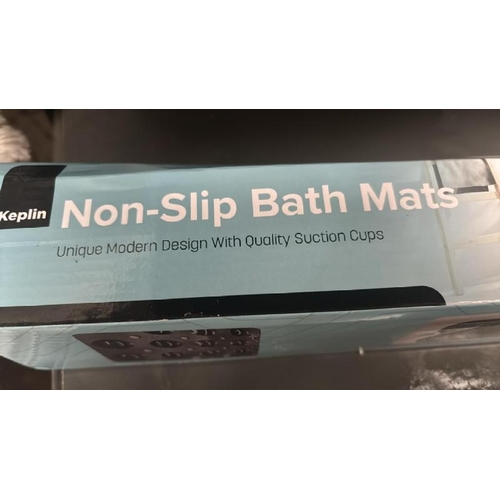 Keplin
Non-Slip Bath Mats
Unique Modern Design With Quality Suction Cups